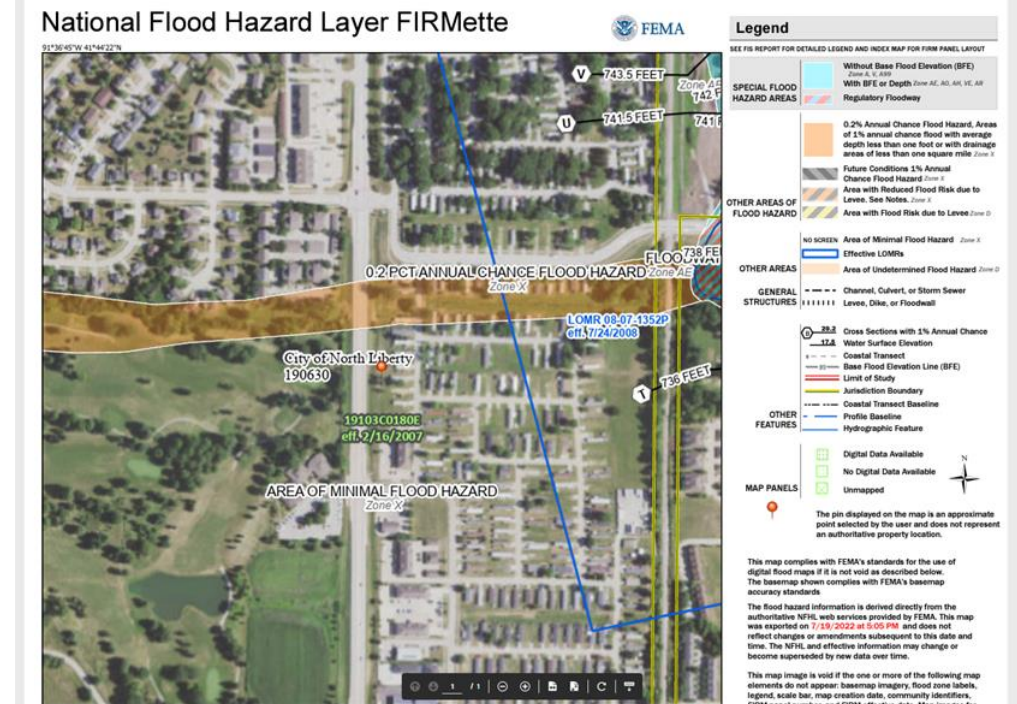 National Flood Hazard Layer FIRMette
FEMA
Legend
91°36'45"W 41°44'22"N
SEE FIS REPORT FOR DETAILED LEGEND AND INDEX MAP FOR FIRM PANEL LAYOUT
V
743.5 FEET
Zone AE
742 F
U
741.5 FEET
741 F
738 FEE
FLOODWAY
0.2 PCT ANNUAL CHANCE FLOOD HAZARD
Zone AE
Zone X
LOMR 08-07-1352P
eff. 7/24/2008
City of North Liberty
190630
T
736 FEET
19103C0180E
eff. 2/16/2007
AREA OF MINIMAL FLOOD HAZARD
Zone X
1 / 1
SPECIAL FLOOD
HAZARD AREAS
Without Base Flood Elevation (BFE)
Zone A, V, A99
With BFE or Depth Zone AE, AO, AH, VE, AR
Regulatory Floodway
OTHER AREAS OF
FLOOD HAZARD
0.2% Annual Chance Flood Hazard, Areas
of 1% annual chance flood with average
depth less than one foot or with drainage
areas of less than one square mile Zone X
Future Conditions 1% Annual
Chance Flood Hazard Zone X
Area with Reduced Flood Risk due to
Levee. See Notes. Zone X
Area with Flood Risk due to Levee Zone D
OTHER AREAS
NO SCREEN Area of Minimal Flood Hazard Zone X
Effective LOMRs
Area of Undetermined Flood Hazard Zone D
GENERAL
STRUCTURES
Channel, Culvert, or Storm Sewer
Levee, Dike, or Floodwall
B 20.2 Cross Sections with 1% Annual Chance
17.5 Water Surface Elevation
8 Coastal Transect
Base Flood Elevation Line (BFE)
Limit of Study
Jurisdiction Boundary
Coastal Transect Baseline
OTHER
FEATURES
Profile Baseline
Hydrographic Feature
MAP PANELS
Digital Data Available
No Digital Data Available
Unmapped
N
The pin displayed on the map is an approximate
point selected by the user and does not represent
an authoritative property location.
This map complies with FEMA's standards for the use of
digital flood maps if it is not void as described below.
The basemap shown complies with FEMA's basemap
accuracy standards
The flood hazard information is derived directly from the
authoritative NFHL web services provided by FEMA. This map
was exported on 7/19/2022 at 5:05 PM and does not
reflect changes or amendments subsequent to this date and
time. The NFHL and effective information may change or
become superseded by new data over time.
This map image is void if the one or more of the following map
elements do not appear: basemap imagery, flood zone labels,
legend, scale bar, map creation date, community identifiers,